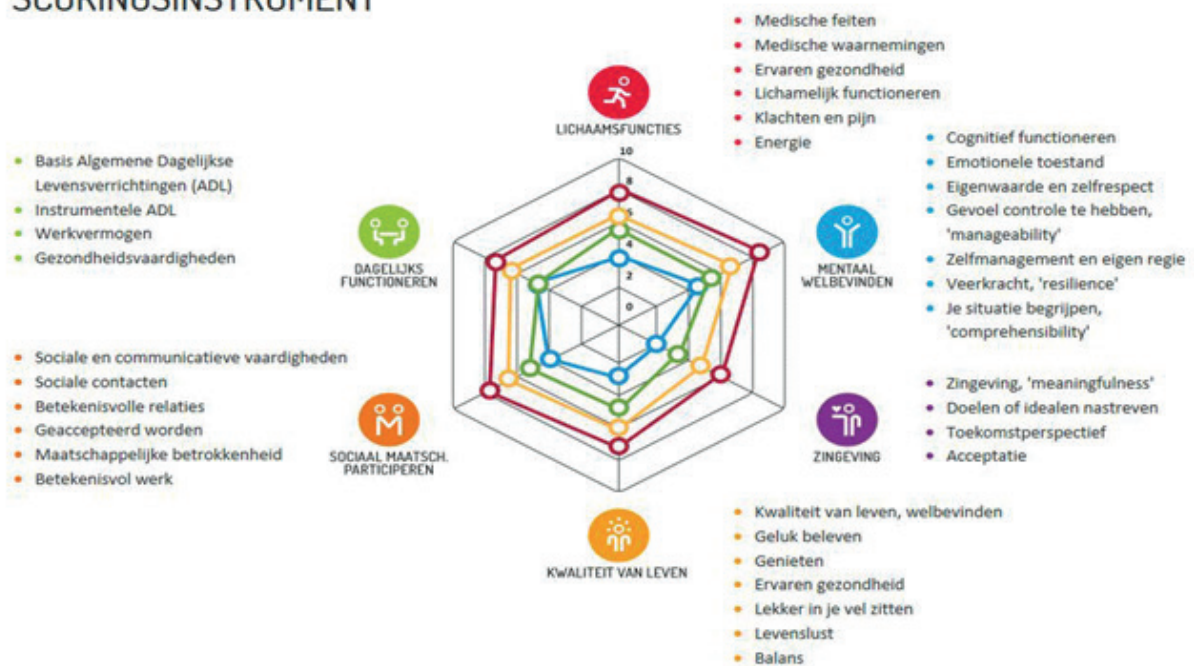 SCORINGSINSTRUMENT
• Medische feiten
• Medische waarnemingen
• Ervaren gezondheid
• Lichamelijk functioneren
• Klachten en pijn
• Energie
LICHAAMSFUNCTIES
• Cognitief functioneren
• Emotionele toestand
• Eigenwaarde en zelfrespect
• Gevoel controle te hebben,
'manageability'
• Zelfmanagement en eigen regie
• Veerkracht, 'resilience'
• Je situatie begrijpen,
'comprehensibility'
MENTAAL
WELBEVINDEN
• Basis Algemene Dagelijkse
Levensverrichtingen (ADL)
• Instrumentele ADL
• Werkvermogen
• Gezondheidsvaardigheden
DAGELIJKS
FUNCTIONEREN
10
8
6
4
2
0
• Sociale en communicatieve vaardigheden
• Sociale contacten
• Betekenisvolle relaties
• Geaccepteerd worden
• Maatschappelijke betrokkenheid
• Betekenisvol werk
SOCIAAL MAATSCH.
PARTICIPEREN
• Zingeving, 'meaningfulness'
• Doelen of idealen nastreven
• Toekomstperspectief
• Acceptatie
ZINGEVING
KWALITEIT VAN LEVEN
• Kwaliteit van leven, welbevinden
• Geluk beleven
• Genieten
• Ervaren gezondheid
• Lekker in je vel zitten
• Levenslust
• Balans